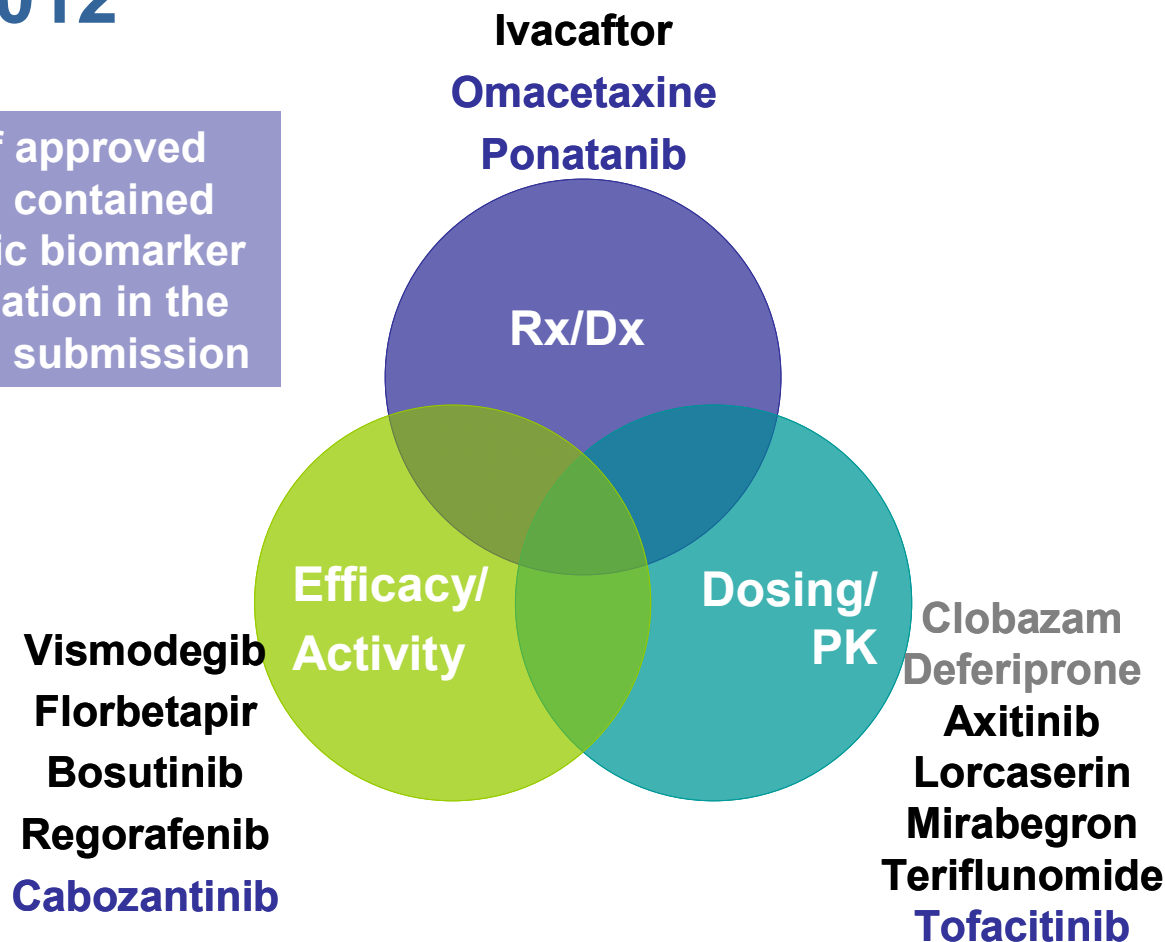 012
Ivacaftor
Omacetaxine
Ponatanib
approved
contained
ic biomarker
ation in the
submission
Rx/Dx
Efficacy/
Activity
Dosing/
PK
Vismodegib
Florbetapir
Bosutinib
Regorafenib
Cabozantinib
Clobazam
Deferiprone
Axitinib
Lorcaserin
Mirabegron
Teriflunomide
Tofacitinib